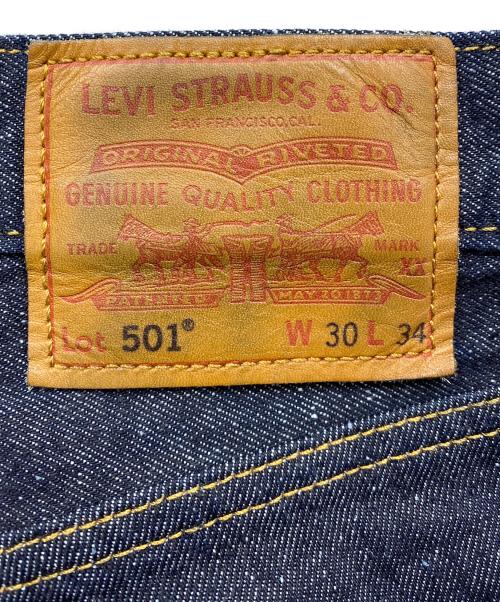 LEVI STRAUSS & CO.
SAN FRANCISCO, CAL.
ORIGINAL RIVETED
GENUINE QUALITY CLOTHING
TRADE MARK
XX
PATENTED MAY 20 1873
Lot 501® W 30 L 34